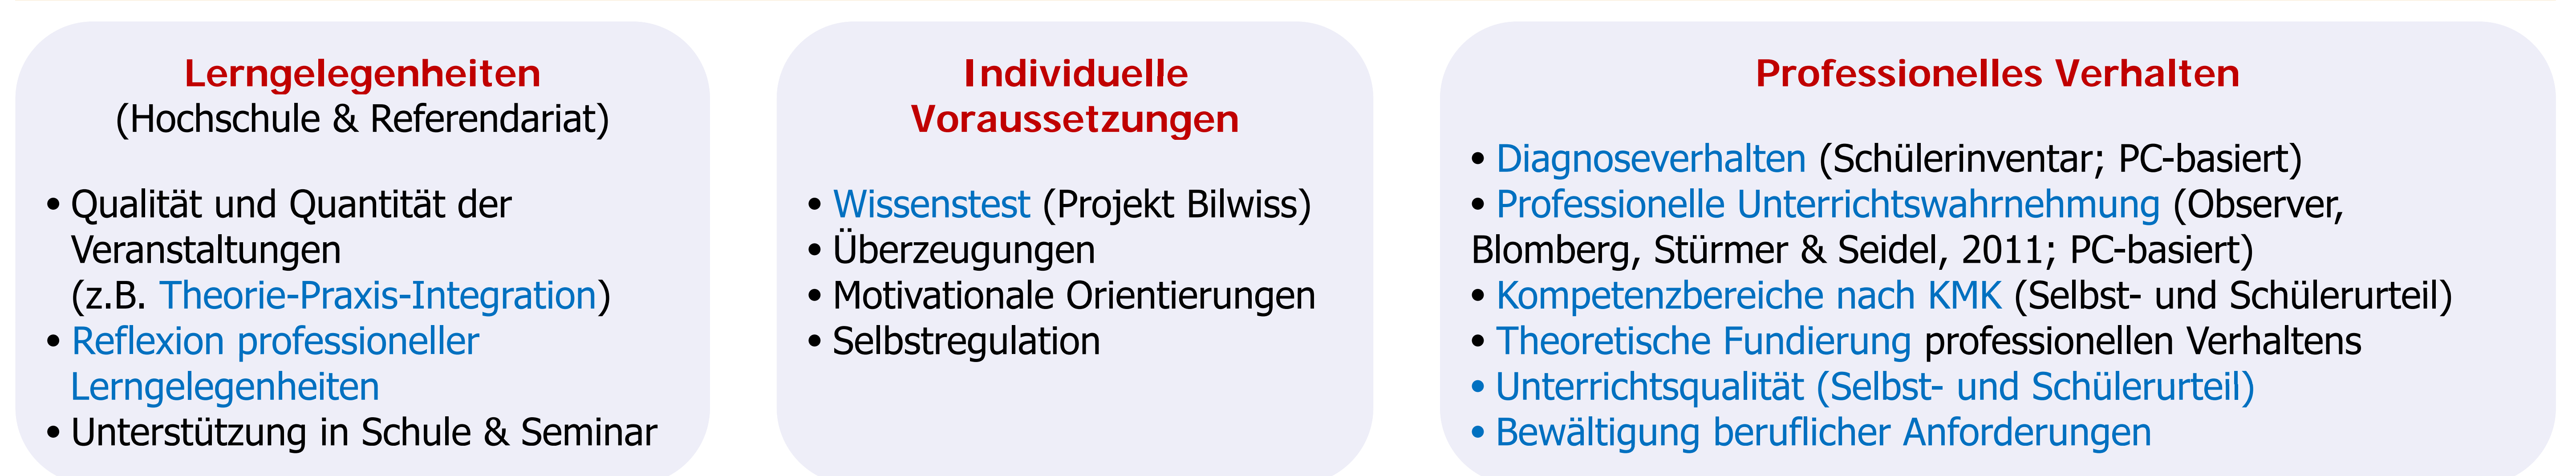 Lerngelegenheiten
(Hochschule & Referendariat)
• Qualität und Quantität der
Veranstaltungen
(z.B. Theorie-Praxis-Integration)
• Reflexion professioneller
Lerngelegenheiten
• Unterstützung in Schule & Seminar
Individuelle
Voraussetzungen
• Wissenstest (Projekt Bilwiss)
• Überzeugungen
• Motivationale Orientierungen
• Selbstregulation
Professionelles Verhalten
• Diagnoseverhalten (Schülerinventar; PC-basiert)
• Professionelle Unterrichtswahrnehmung (Observer,
Blomberg, Stürmer & Seidel, 2011; PC-basiert)
• Kompetenzbereiche nach KMK (Selbst- und Schülerurteil)
• Theoretische Fundierung professionellen Verhaltens
• Unterrichtsqualität (Selbst- und Schülerurteil)
• Bewältigung beruflicher Anforderungen